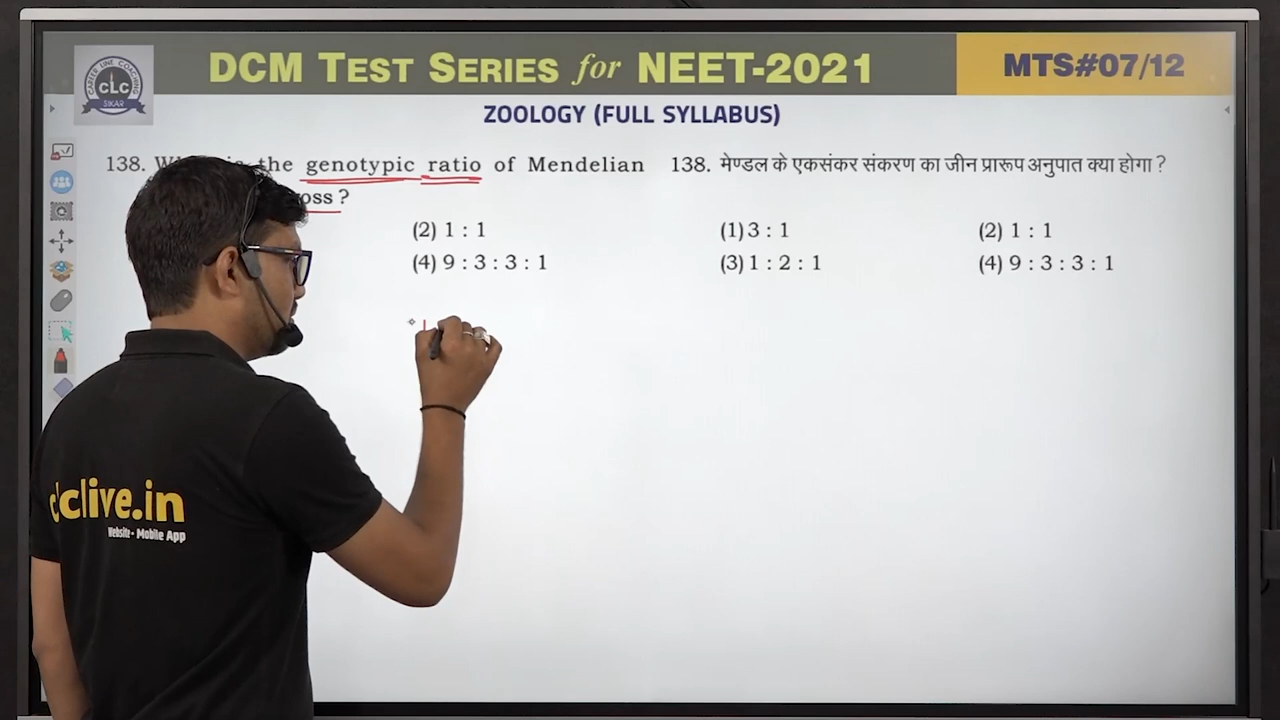 DCM TEST SERIES for NEET-2021
MTS#07/12
CAREER LINE COACHING
CLC
SIKAR
ZOOLOGY (FULL SYLLABUS)
138. the genotypic ratio of Mendelian
oss ?
(2) 1 : 1
(4) 9 : 3 : 3 : 1
138. मेण्डल के एकसंकर संकरण का जीन प्रारूप अनुपात क्या होगा ?
(1) 3 : 1 (2) 1 : 1
(3) 1 : 2 : 1 (4) 9 : 3 : 3 : 1
clclive.in
Website • Mobile App